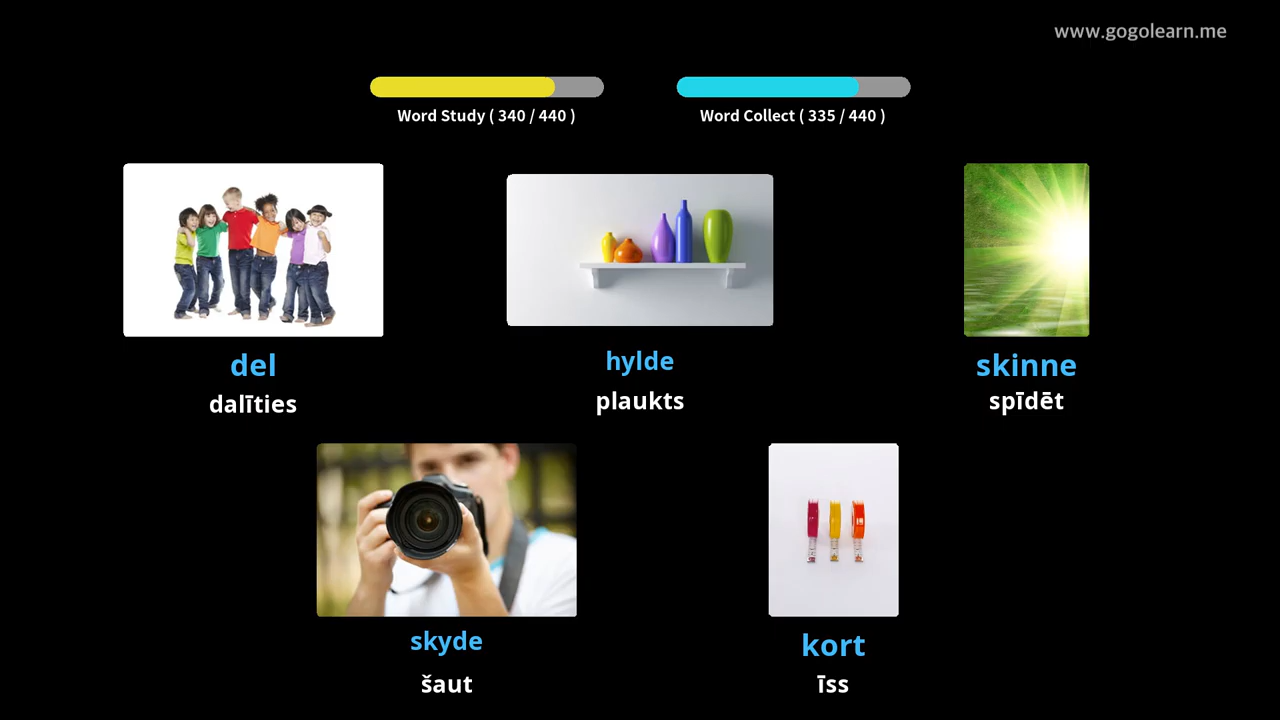 www.gogolearn.me
Word Study ( 340 / 440 )
Word Collect ( 335 / 440 )
del
dalīties
hylde
plaukts
skinne
spīdēt
skyde
šaut
kort
īss